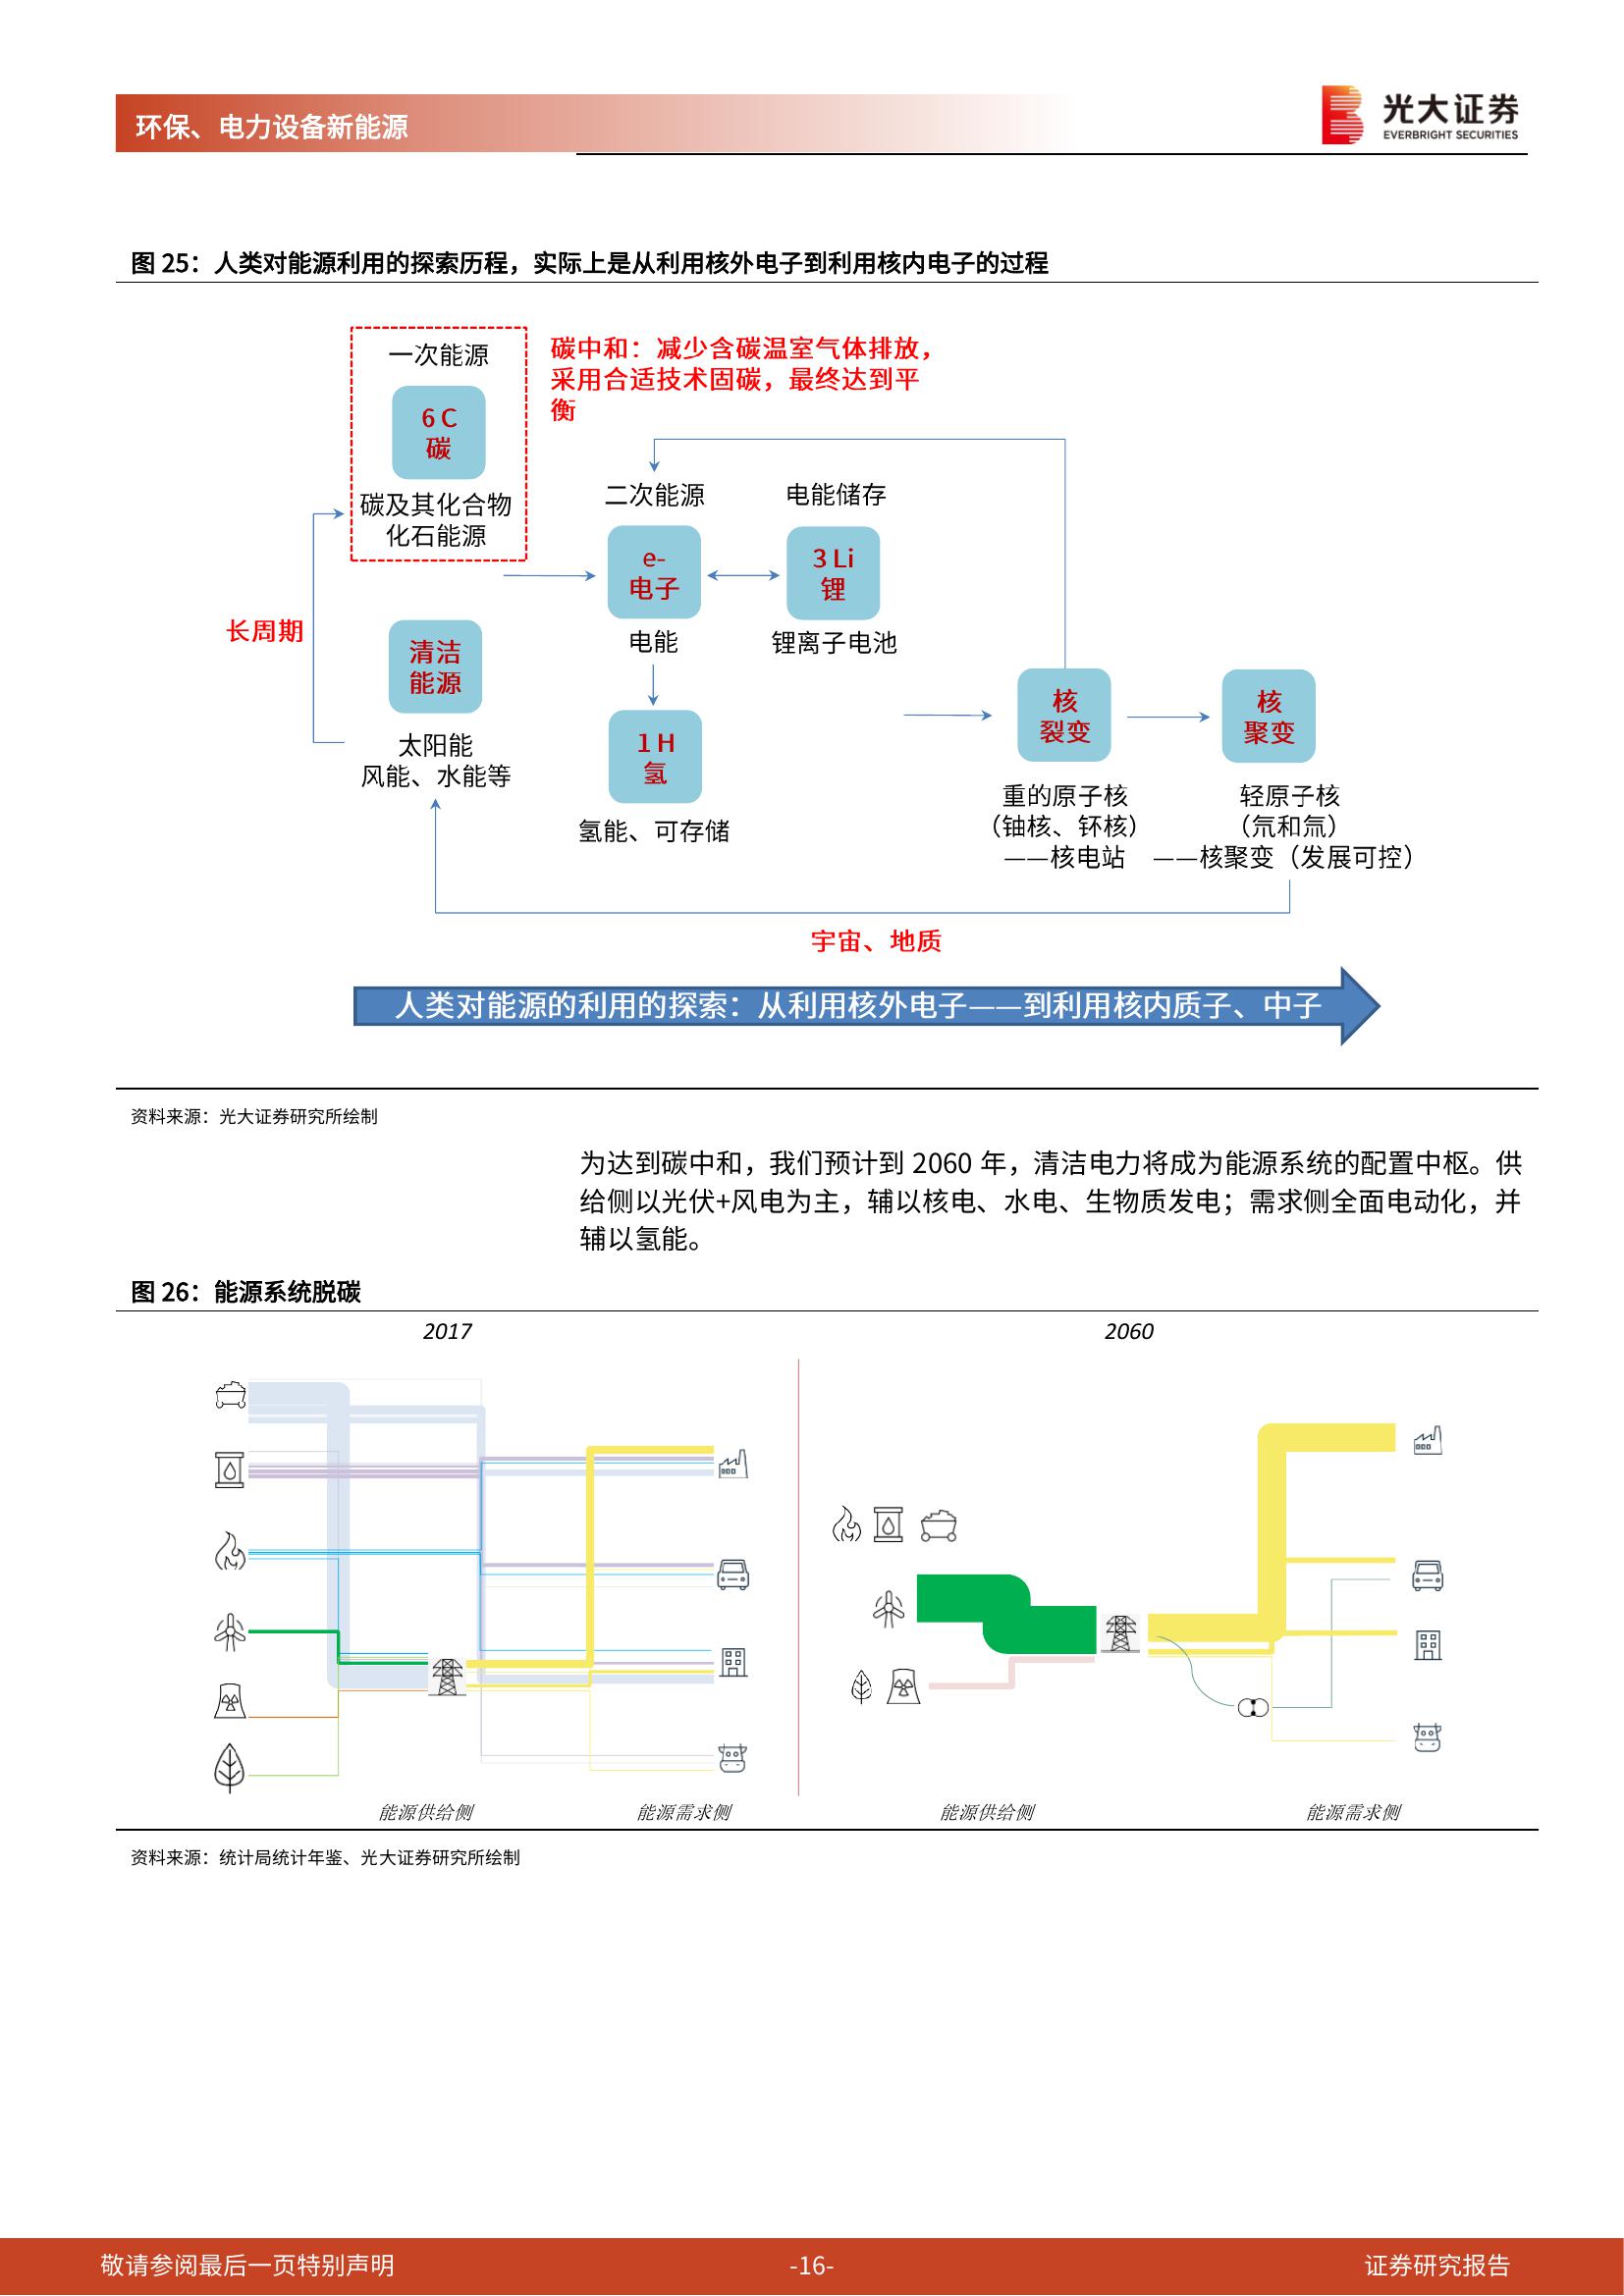 环保、电力设备新能源
光大证券
EVERBRIGHT SECURITIES
图 25：人类对能源利用的探索历程，实际上是从利用核外电子到利用核内电子的过程
一次能源
6 C
碳
碳及其化合物
化石能源
碳中和：减少含碳温室气体排放，
采用合适技术固碳，最终达到平
衡
二次能源
e-
电子
电能
电能储存
3 Li
锂
锂离子电池
长周期
清洁
能源
太阳能
风能、水能等
1 H
氢
氢能、可存储
核
裂变
重的原子核
（铀核、钚核）
——核电站
核
聚变
轻原子核
（氘和氚）
——核聚变（发展可控）
宇宙、地质
人类对能源的利用的探索：从利用核外电子——到利用核内质子、中子
资料来源：光大证券研究所绘制
为达到碳中和，我们预计到 2060 年，清洁电力将成为能源系统的配置中枢。供
给侧以光伏+风电为主，辅以核电、水电、生物质发电；需求侧全面电动化，并
辅以氢能。
图 26：能源系统脱碳
2017
2060
能源供给侧
能源需求侧
能源供给侧
能源需求侧
资料来源：统计局统计年鉴、光大证券研究所绘制
敬请参阅最后一页特别声明
-16-
证券研究报告